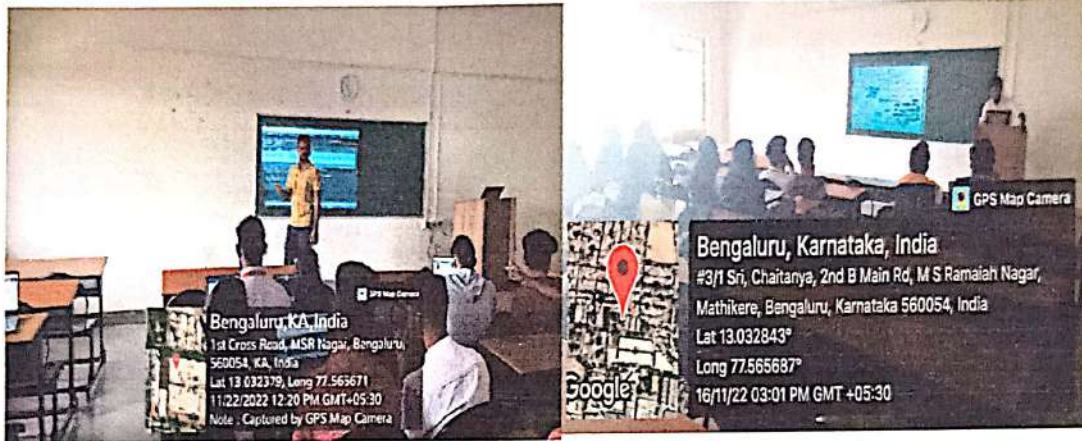 GPS Map Camera
Bengaluru,KA,India
1st Cross Road, MSR Nagar, Bengaluru,
560054, KA, India
Lat 13.032379, Long 77.565671
11/22/2022 12:20 PM GMT+05:30
Note : Captured by GPS Map Camera
GPS Map Camera
Bengaluru, Karnataka, India
#3/1 Sri, Chaitanya, 2nd B Main Rd, M S Ramaiah Nagar,
Mathikere, Bengaluru, Karnataka 560054, India
Lat 13.032843°
Long 77.565687°
16/11/22 03:01 PM GMT +05:30
Google